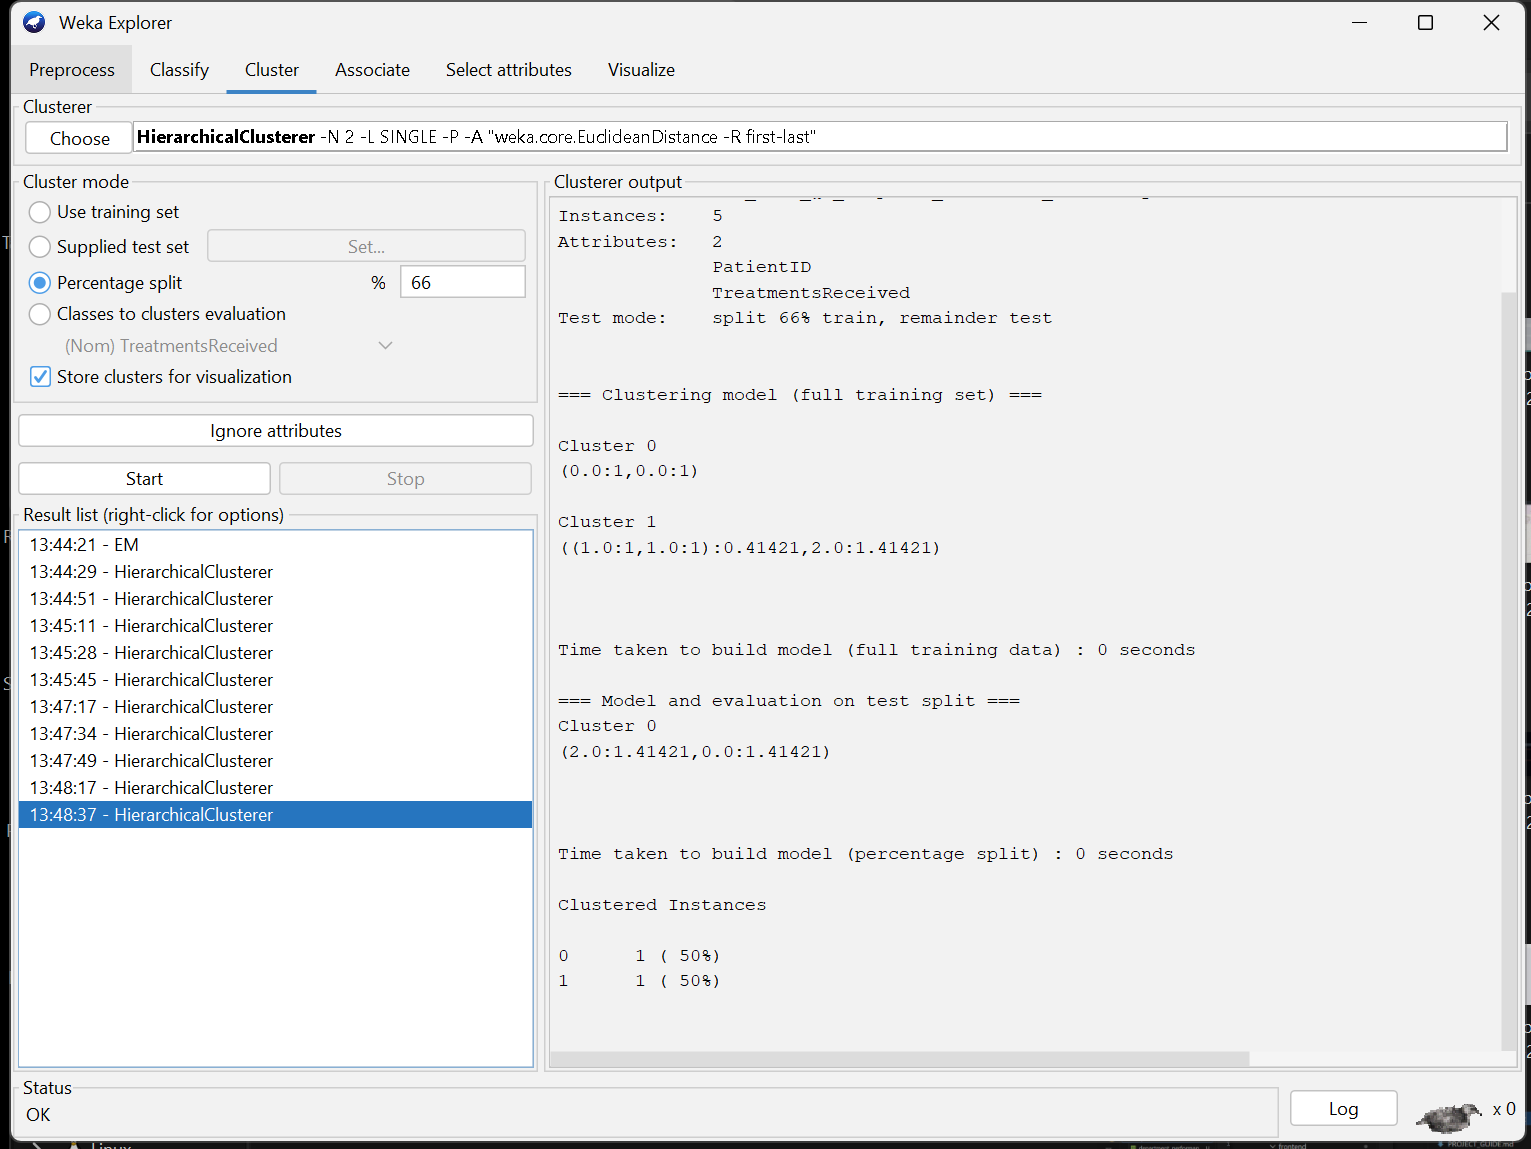 Weka Explorer
Preprocess Classify Cluster Associate Select attributes Visualize
Clusterer
Choose HierarchicalClusterer -N 2 -L SINGLE -P -A "weka.core.EuclideanDistance -R first-last"
Cluster mode
Use training set
Supplied test set Set...
Percentage split % 66
Classes to clusters evaluation
(Nom) TreatmentsReceived
Store clusters for visualization
Ignore attributes
Start Stop
Result list (right-click for options)
13:44:21 - EM
13:44:29 - HierarchicalClusterer
13:44:51 - HierarchicalClusterer
13:45:11 - HierarchicalClusterer
13:45:28 - HierarchicalClusterer
13:45:45 - HierarchicalClusterer
13:47:17 - HierarchicalClusterer
13:47:34 - HierarchicalClusterer
13:47:49 - HierarchicalClusterer
13:48:17 - HierarchicalClusterer
13:48:37 - HierarchicalClusterer
Clusterer output
Instances: 5
Attributes: 2
PatientID
TreatmentsReceived
Test mode: split 66% train, remainder test
=== Clustering model (full training set) ===
Cluster 0
(0.0:1,0.0:1)
Cluster 1
((1.0:1,1.0:1):0.41421,2.0:1.41421)
Time taken to build model (full training data) : 0 seconds
=== Model and evaluation on test split ===
Cluster 0
(2.0:1.41421,0.0:1.41421)
Time taken to build model (percentage split) : 0 seconds
Clustered Instances
0 1 ( 50%)
1 1 ( 50%)
Status
OK
Log
x 0